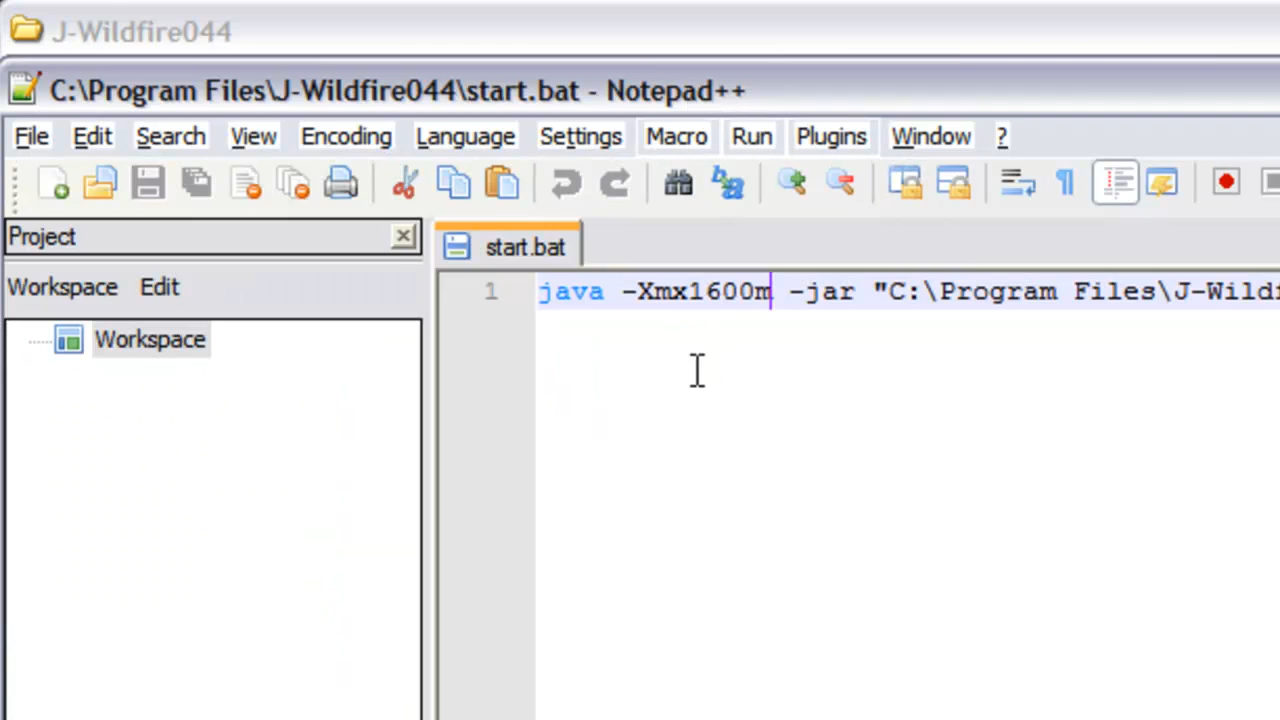 J-Wildfire044
C:\Program Files\J-Wildfire044\start.bat - Notepad++
File Edit Search View Encoding Language Settings Macro Run Plugins Window ?
Project
start.bat
Workspace Edit
1 java -Xmx1600m -jar "C:\Program Files\J-Wildf
Workspace